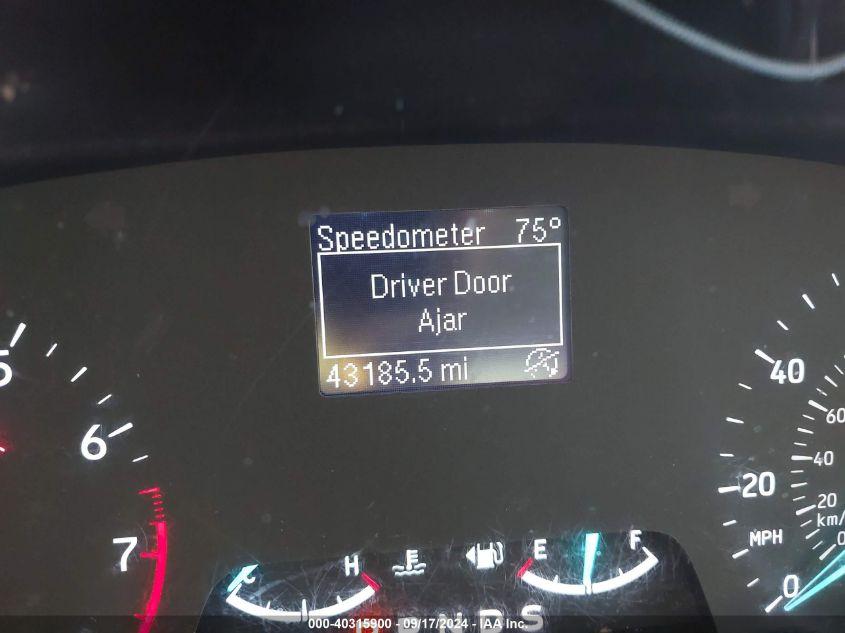 Speedometer 75°
Driver Door
Ajar
43185.5 mi
5
6
7
C H
E F
40
20
MPH
0
60
40
20
km/
0
N D S
000-40315900 - 09/17/2024 - IAA Inc.